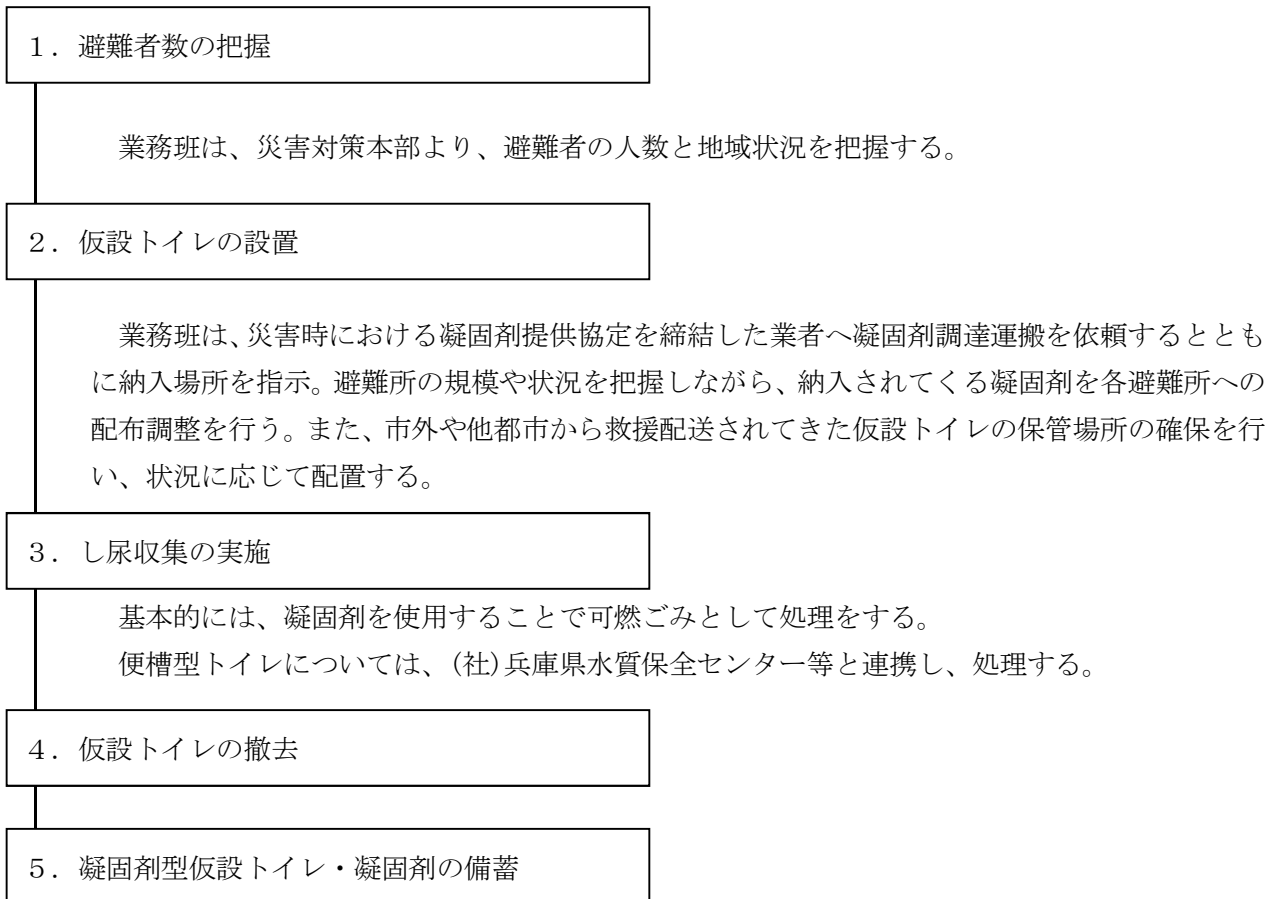 １．避難者数の把握
業務班は、災害対策本部より、避難者の人数と地域状況を把握する。
２．仮設トイレの設置
業務班は、災害時における凝固剤提供協定を締結した業者へ凝固剤調達運搬を依頼するととも
に納入場所を指示。避難所の規模や状況を把握しながら、納入されてくる凝固剤を各避難所への
配布調整を行う。また、市外や他都市から救援配送されてきた仮設トイレの保管場所の確保を行
い、状況に応じて配置する。
３．し尿収集の実施
基本的には、凝固剤を使用することで可燃ごみとして処理をする。
便槽型トイレについては、(社)兵庫県水質保全センター等と連携し、処理する。
４．仮設トイレの撤去
５．凝固剤型仮設トイレ・凝固剤の備蓄